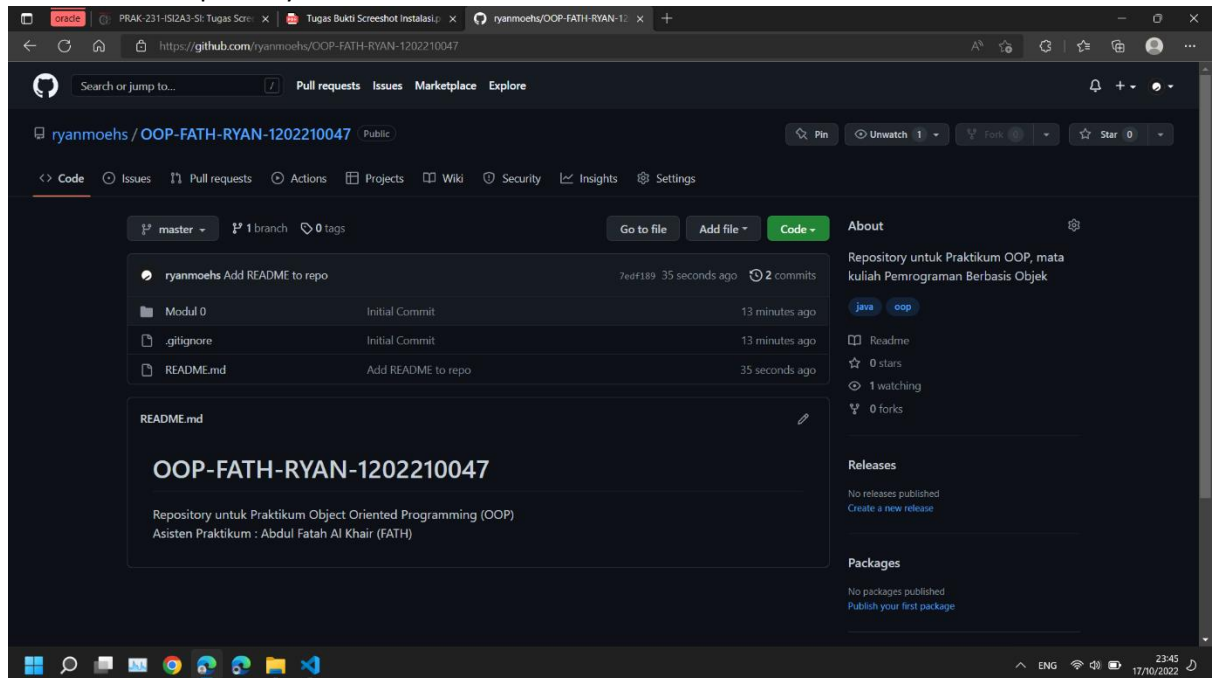 oracle
PRAK-231-ISI2A3-SI: Tugas Scree
Tugas Bukti Screeshot Instalasi.p
ryanmoehs/OOP-FATH-RYAN-12
https://github.com/ryanmoehs/OOP-FATH-RYAN-1202210047
Search or jump to... / Pull requests Issues Marketplace Explore
ryanmoehs / OOP-FATH-RYAN-1202210047 Public
Pin Unwatch 1 Fork 0 Star 0
Code Issues Pull requests Actions Projects Wiki Security Insights Settings
master 1 branch 0 tags Go to file Add file Code
ryanmoehs Add README to repo 7edf189 35 seconds ago 2 commits
Modul 0 Initial Commit 13 minutes ago
.gitignore Initial Commit 13 minutes ago
README.md Add README to repo 35 seconds ago
README.md
OOP-FATH-RYAN-1202210047
Repository untuk Praktikum Object Oriented Programming (OOP)
Asisten Praktikum : Abdul Fatah Al Khair (FATH)
About
Repository untuk Praktikum OOP, mata
kuliah Pemrograman Berbasis Objek
java oop
Readme
0 stars
1 watching
0 forks
Releases
No releases published
Create a new release
Packages
No packages published
Publish your first package
ENG 23:45
17/10/2022